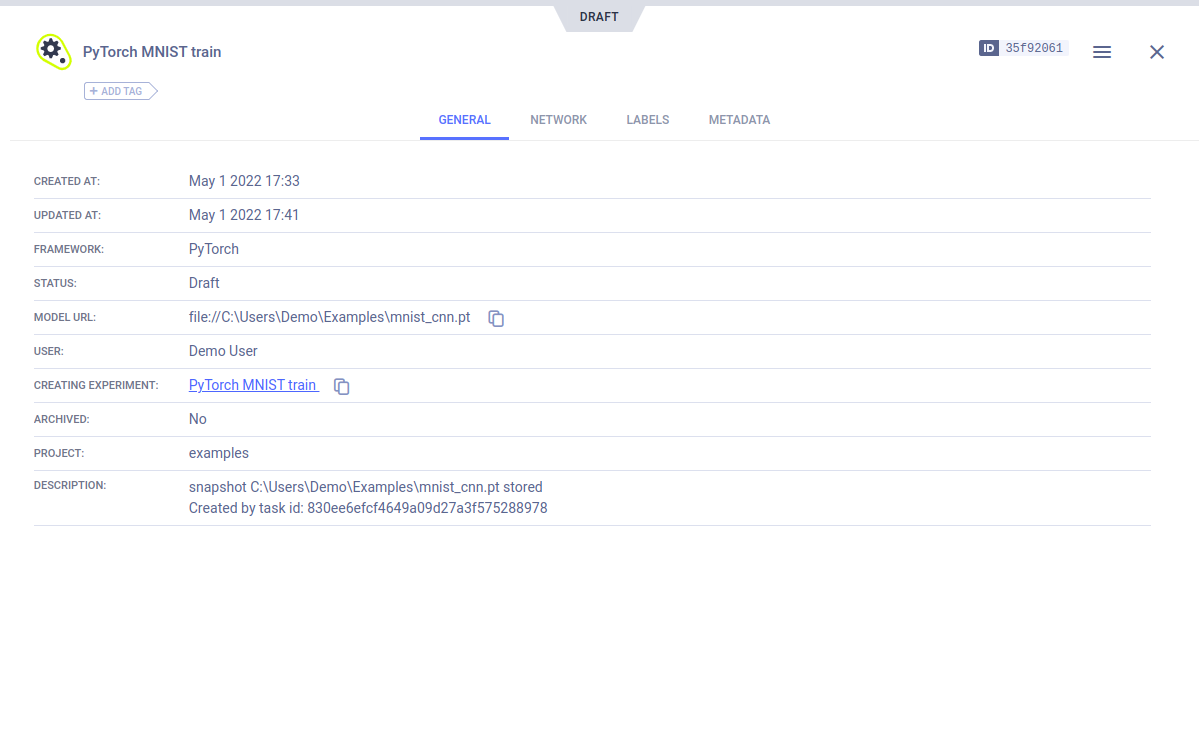 DRAFT
PyTorch MNIST train
ID 35f92061
+ ADD TAG
GENERAL NETWORK LABELS METADATA
CREATED AT: May 1 2022 17:33
UPDATED AT: May 1 2022 17:41
FRAMEWORK: PyTorch
STATUS: Draft
MODEL URL: file://C:\Users\Demo\Examples\mnist_cnn.pt
USER: Demo User
CREATING EXPERIMENT: PyTorch MNIST train
ARCHIVED: No
PROJECT: examples
DESCRIPTION: snapshot C:\Users\Demo\Examples\mnist_cnn.pt stored
Created by task id: 830ee6efcf4649a09d27a3f575288978